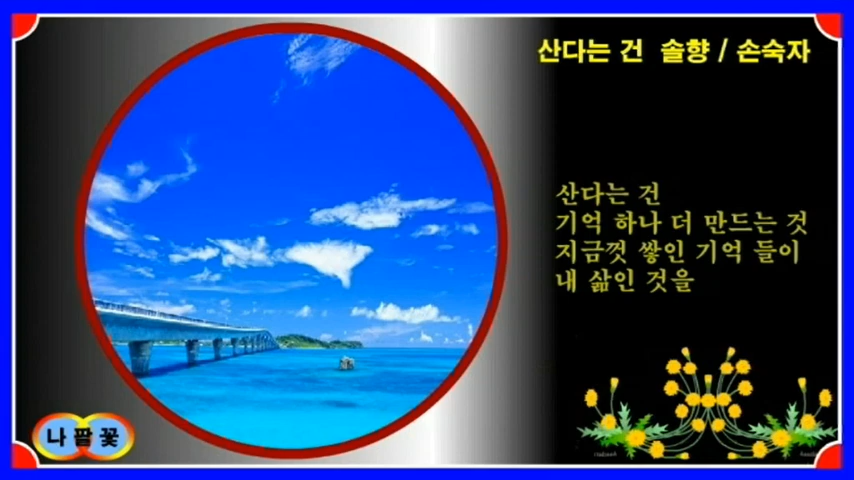 산다는 건 솔향 / 손숙자
산다는 건
기억 하나 더 만드는 것
지금껏 쌓인 기억 들이
내 삶인 것을
나 팔 꽃